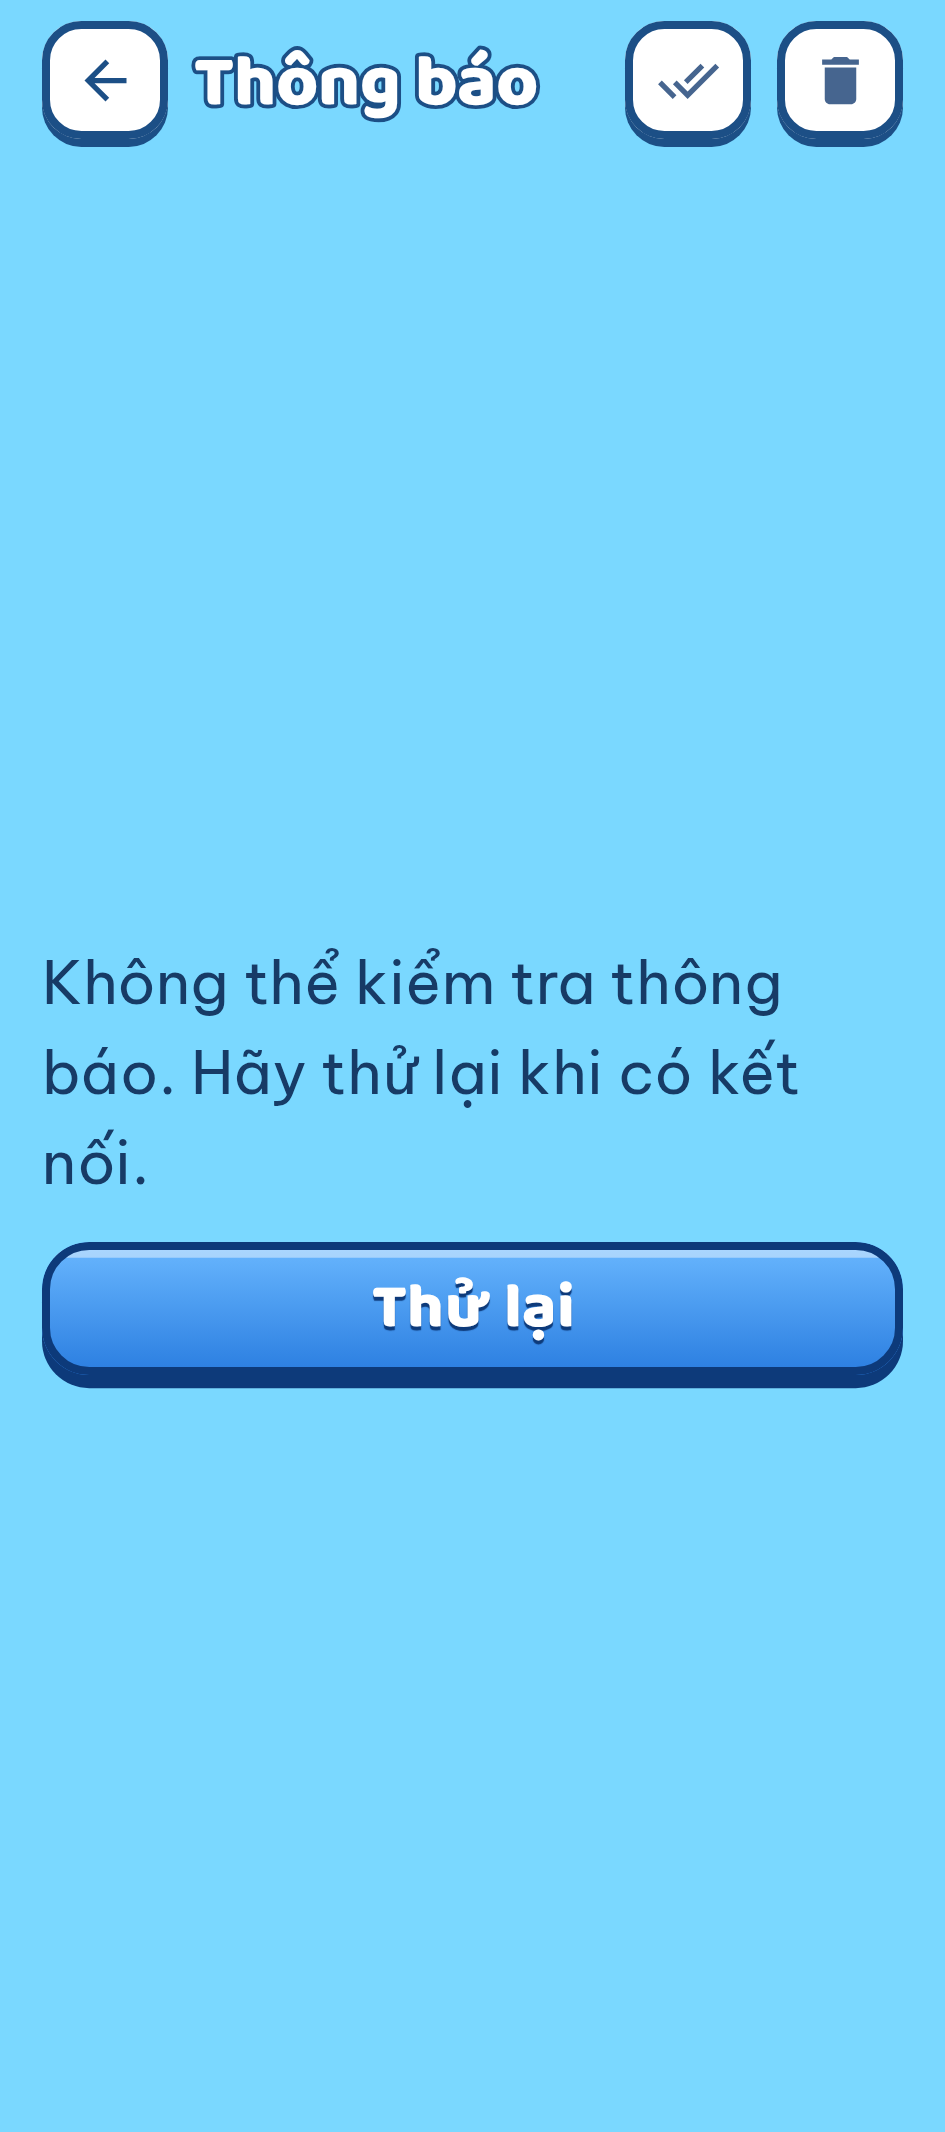 Thông báo
Không thể kiểm tra thông
báo. Hãy thử lại khi có kết
nối.
Thử lại